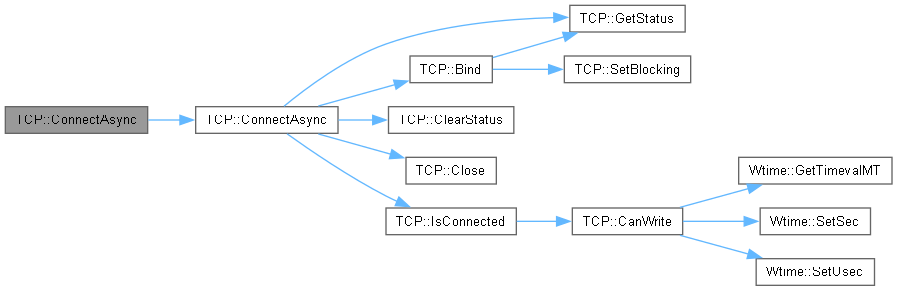 TCP::ConnectAsync
TCP::ConnectAsync
TCP::GetStatus
TCP::Bind
TCP::SetBlocking
TCP::ClearStatus
TCP::Close
TCP::IsConnected
TCP::CanWrite
Wtime::GetTimevalMT
Wtime::SetSec
Wtime::SetUsec